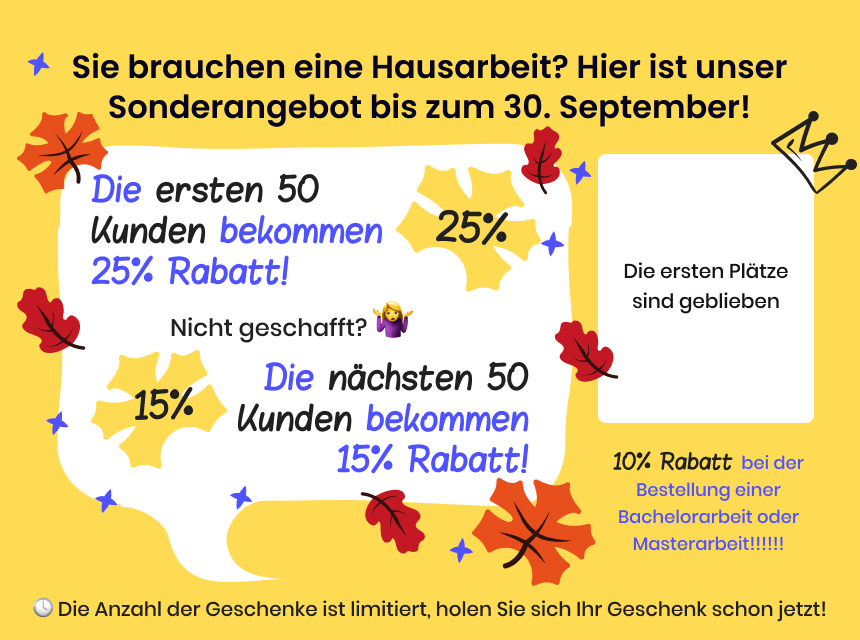 Sie brauchen eine Hausarbeit? Hier ist unser
Sonderangebot bis zum 30. September!
Die ersten 50
Kunden bekommen
25% Rabatt!
25%
Nicht geschafft?
15%
Die nächsten 50
Kunden bekommen
15% Rabatt!
Die ersten Plätze
sind geblieben
10% Rabatt bei der
Bestellung einer
Bachelorarbeit oder
Masterarbeit!!!!!!
Die Anzahl der Geschenke ist limitiert, holen Sie sich Ihr Geschenk schon jetzt!